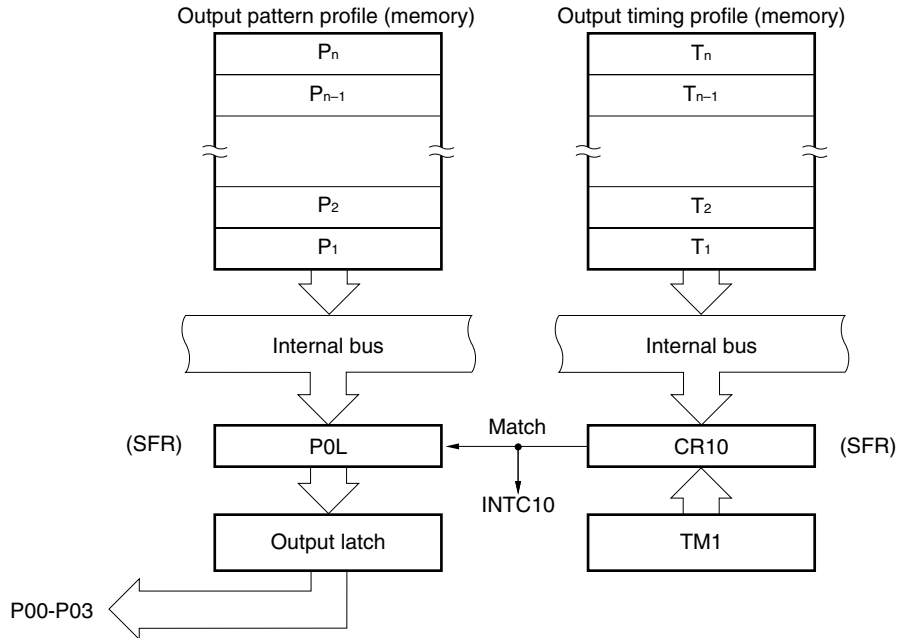 Output pattern profile (memory)
Output timing profile (memory)
Pn
Pn–1
P2
P1
Tn
Tn–1
T2
T1
Internal bus
Internal bus
(SFR)
P0L
Match
CR10
(SFR)
INTC10
Output latch
TM1
P00-P03